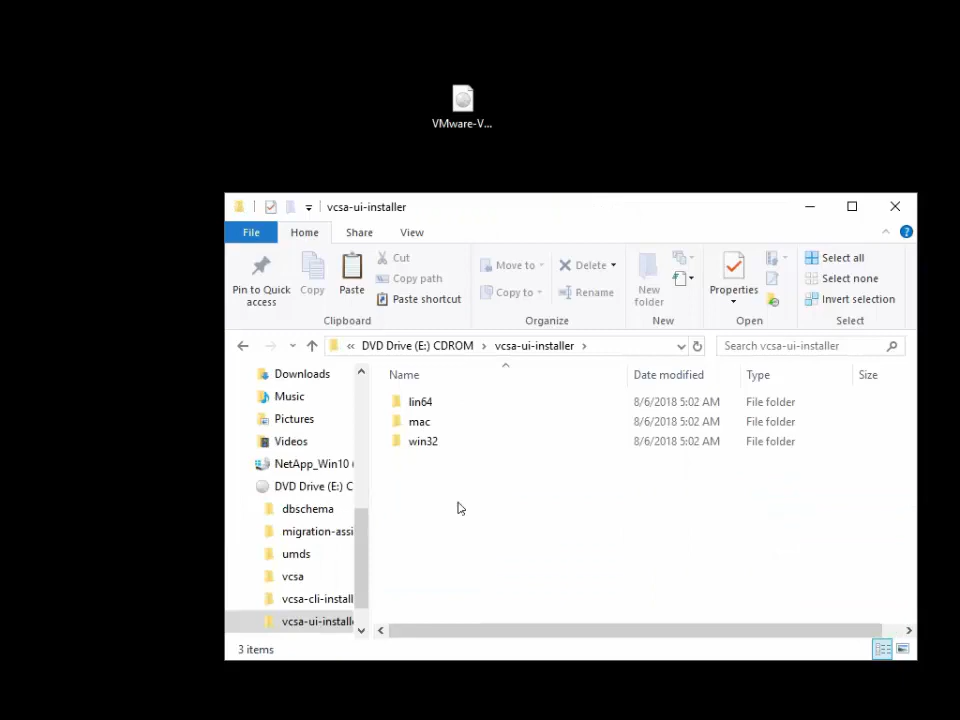 VMware-V...
vcsa-ui-installer
File Home Share View
Pin to Quick access
Copy
Paste
Cut
Copy path
Paste shortcut
Clipboard
Move to
Copy to
Delete
Rename
Organize
New folder
New
Properties
Open
Select all
Select none
Invert selection
Select
« DVD Drive (E:) CDROM > vcsa-ui-installer >
Search vcsa-ui-installer
Downloads
Music
Pictures
Videos
NetApp_Win10 (
DVD Drive (E:) C
dbschema
migration-assi
umds
vcsa
vcsa-cli-install
vcsa-ui-installe
Name Date modified Type Size
lin64 8/6/2018 5:02 AM File folder
mac 8/6/2018 5:02 AM File folder
win32 8/6/2018 5:02 AM File folder
3 items